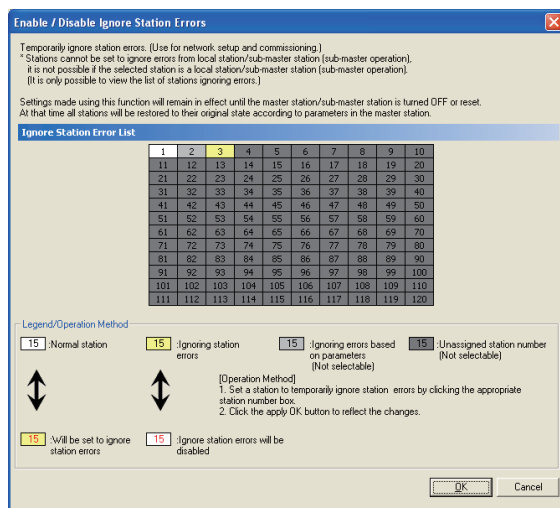 Enable / Disable Ignore Station Errors
Temporarily ignore station errors. (Use for network setup and commissioning.)
* Stations cannot be set to ignore errors from local station/sub-master station (sub-master operation),
it is not possible if the selected station is a local station/sub-master station (sub-master operation).
(It is only possible to view the list of stations ignoring errors.)
Settings made using this function will remain in effect until the master station/sub-master station is turned OFF or reset.
At that time all stations will be restored to their original state according to parameters in the master station.
Ignore Station Error List
1 2 3 4 5 6 7 8 9 10
11 12 13 14 15 16 17 18 19 20
21 22 23 24 25 26 27 28 29 30
31 32 33 34 35 36 37 38 39 40
41 42 43 44 45 46 47 48 49 50
51 52 53 54 55 56 57 58 59 60
61 62 63 64 65 66 67 68 69 70
71 72 73 74 75 76 77 78 79 80
81 82 83 84 85 86 87 88 89 90
91 92 93 94 95 96 97 98 99 100
101 102 103 104 105 106 107 108 109 110
111 112 113 114 115 116 117 118 119 120
Legend/Operation Method
15 :Normal station
15 :Ignoring station
errors
15 :Ignoring errors based
on parameters
(Not selectable)
15 :Unassigned station number
(Not selectable)
[Operation Method]
1. Set a station to temporarily ignore station errors by clicking the appropriate
station number box.
2. Click the apply OK button to reflect the changes.
15 :Will be set to ignore
station errors
15 :Ignore station errors will be
disabled
OK
Cancel